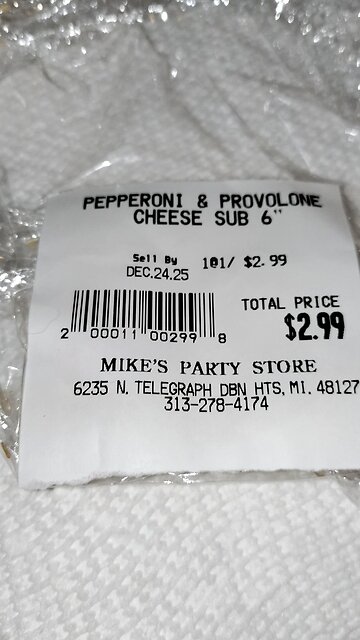 PEPPERONI & PROVOLONE
CHEESE SUB 6"
Sell By 101/ $2.99
DEC.24.25
TOTAL PRICE
$2.99
2 00011 00299 8
MIKE'S PARTY STORE
6235 N. TELEGRAPH DBN HTS, MI. 48127
313-278-4174